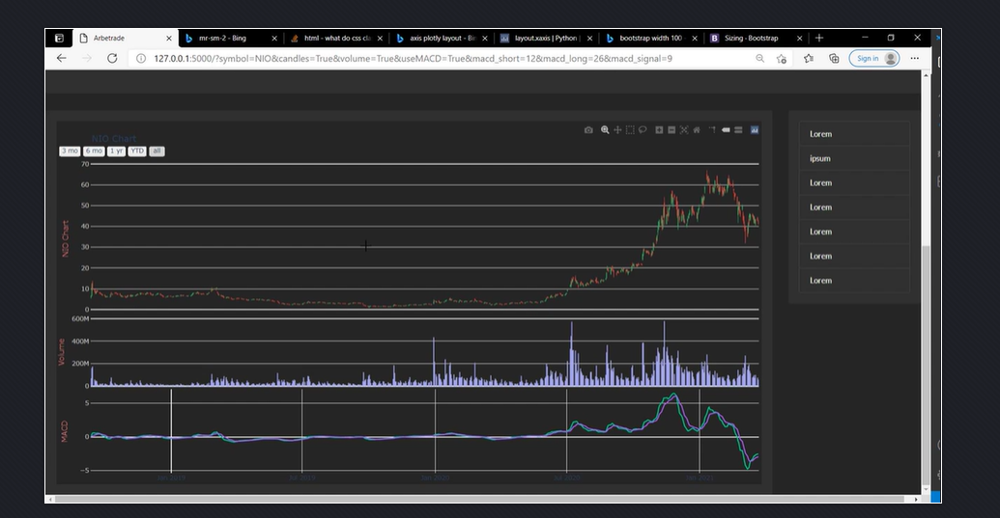 Arbetrade
mr-sm-2 - Bing
html - what do css cla
axis plotly layout - Bi
layout.xaxis | Python |
bootstrap width 100
Sizing · Bootstrap
127.0.0.1:5000/?symbol=NIO&candles=True&volume=True&useMACD=True&macd_short=12&macd_long=26&macd_signal=9
Sign in
NIO Chart
3 mo 6 mo 1 yr YTD all
70
60
50
40
30
20
10
0
NIO Chart
600M
400M
200M
0
Volume
5
0
−5
MACD
Jan 2019
Jul 2019
Jan 2020
Jul 2020
Jan 2021
Lorem
ipsum
Lorem
Lorem
Lorem
Lorem
Lorem